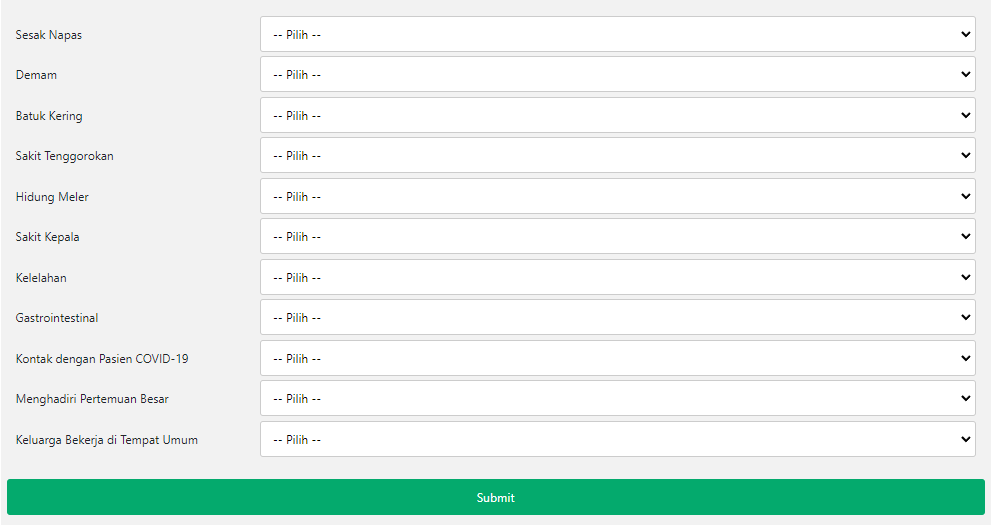 Sesak Napas -- Pilih --
Demam -- Pilih --
Batuk Kering -- Pilih --
Sakit Tenggorokan -- Pilih --
Hidung Meler -- Pilih --
Sakit Kepala -- Pilih --
Kelelahan -- Pilih --
Gastrointestinal -- Pilih --
Kontak dengan Pasien COVID-19 -- Pilih --
Menghadiri Pertemuan Besar -- Pilih --
Keluarga Bekerja di Tempat Umum -- Pilih --
Submit